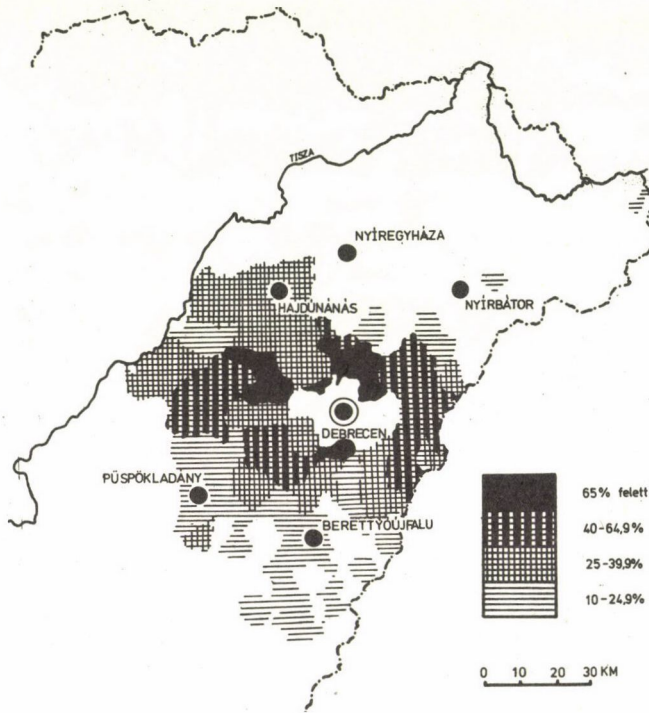 TISZA
NYÍREGYHÁZA
HAJDÚNÁNÁS
NYÍRBÁTOR
DEBRECEN
PÜSPÖKLADÁNY
BERETTYÓÚJFALU
65% felett
40-64,9%
25-39,9%
10-24,9%
0 10 20 30 KM